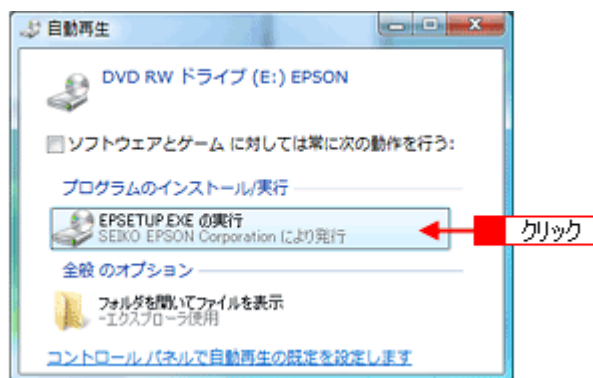 自動再生
DVD RW ドライブ (E:) EPSON
ソフトウェアとゲーム に対しては常に次の動作を行う:
プログラムのインストール/実行
EPSETUP.EXE の実行
SEIKO EPSON Corporation により発行
クリック
全般 のオプション
フォルダを開いてファイルを表示
-エクスプローラ使用
コントロール パネルで自動再生の既定を設定します